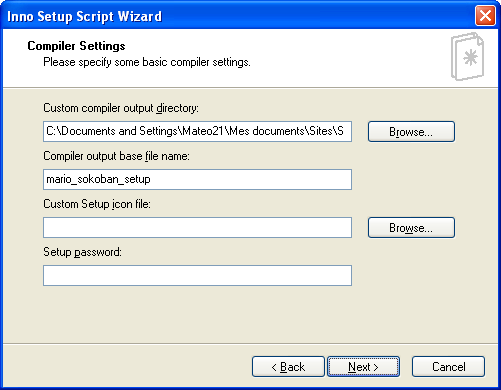 Inno Setup Script Wizard
Compiler Settings
Please specify some basic compiler settings.
Custom compiler output directory:
C:\Documents and Settings\Mateo21\Mes documents\Sites\S
Browse...
Compiler output base file name:
mario_sokoban_setup
Custom Setup icon file:
Browse...
Setup password:
< Back
Next >
Cancel